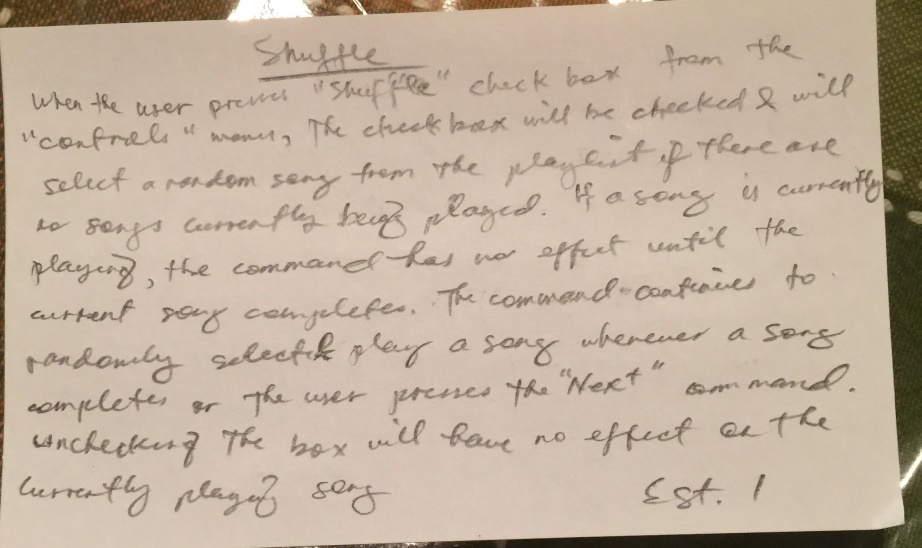 Shuffle
When the user presses "Shuffle" check box from the
"controls" menu, The check box will be checked & will
select a random song from the playlist if there are
no songs currently being played. If a song is currently
playing, the command has no effect until the
current song completes. The command continues to
randomly select & play a song whenever a song
completes or the user presses the "Next" command.
unchecking The box will have no effect on the
currently playing song
Est. 1